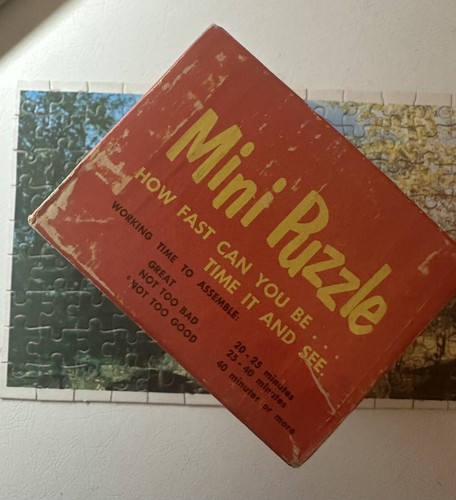 Mini Puzzle
HOW FAST CAN YOU BE...
TIME IT AND SEE.
WORKING TIME TO ASSEMBLE:
GREAT 20-25 minutes
NOT TOO BAD 25-40 minutes
NOT TOO GOOD 40 minutes or more